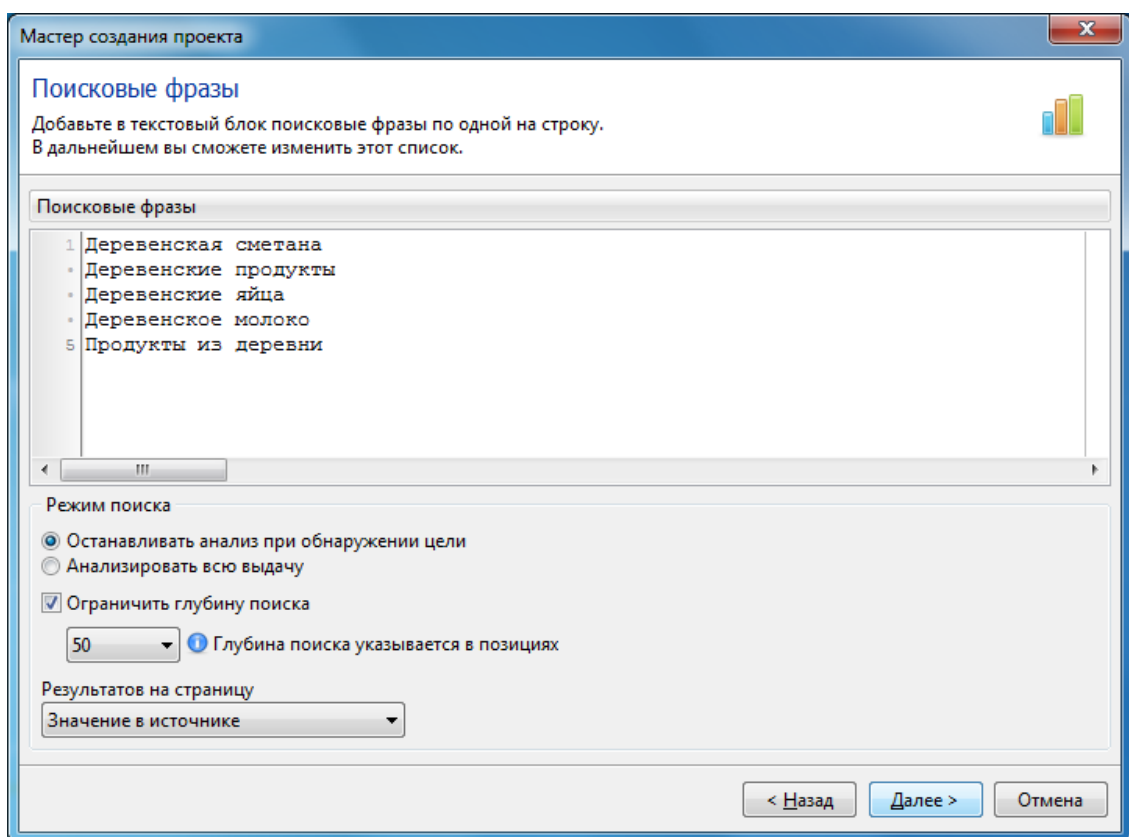 Мастер создания проекта
x
Поисковые фразы
Добавьте в текстовый блок поисковые фразы по одной на строку.
В дальнейшем вы сможете изменить этот список.
Поисковые фразы
1 Деревенская сметана
Деревенские продукты
Деревенские яйца
Деревенское молоко
5 Продукты из деревни
Режим поиска
Останавливать анализ при обнаружении цели
Анализировать всю выдачу
Ограничить глубину поиска
50 Глубина поиска указывается в позициях
Результатов на страницу
Значение в источнике
< Назад Далее > Отмена